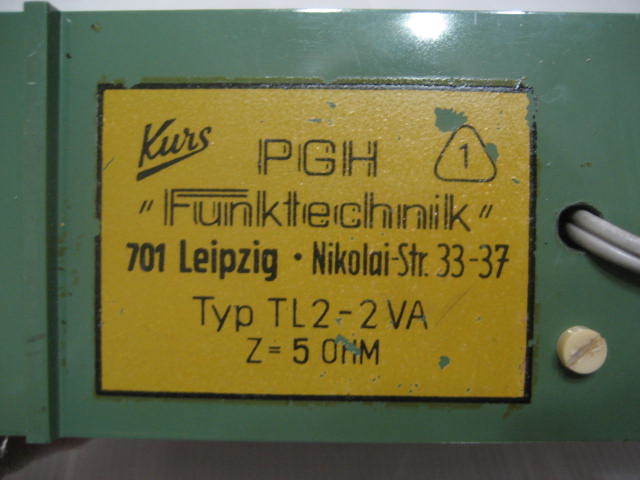 Kurs PGH 1
"Funktechnik"
701 Leipzig · Nikolai-Str. 33-37
Typ TL2-2VA
Z=5 OHM